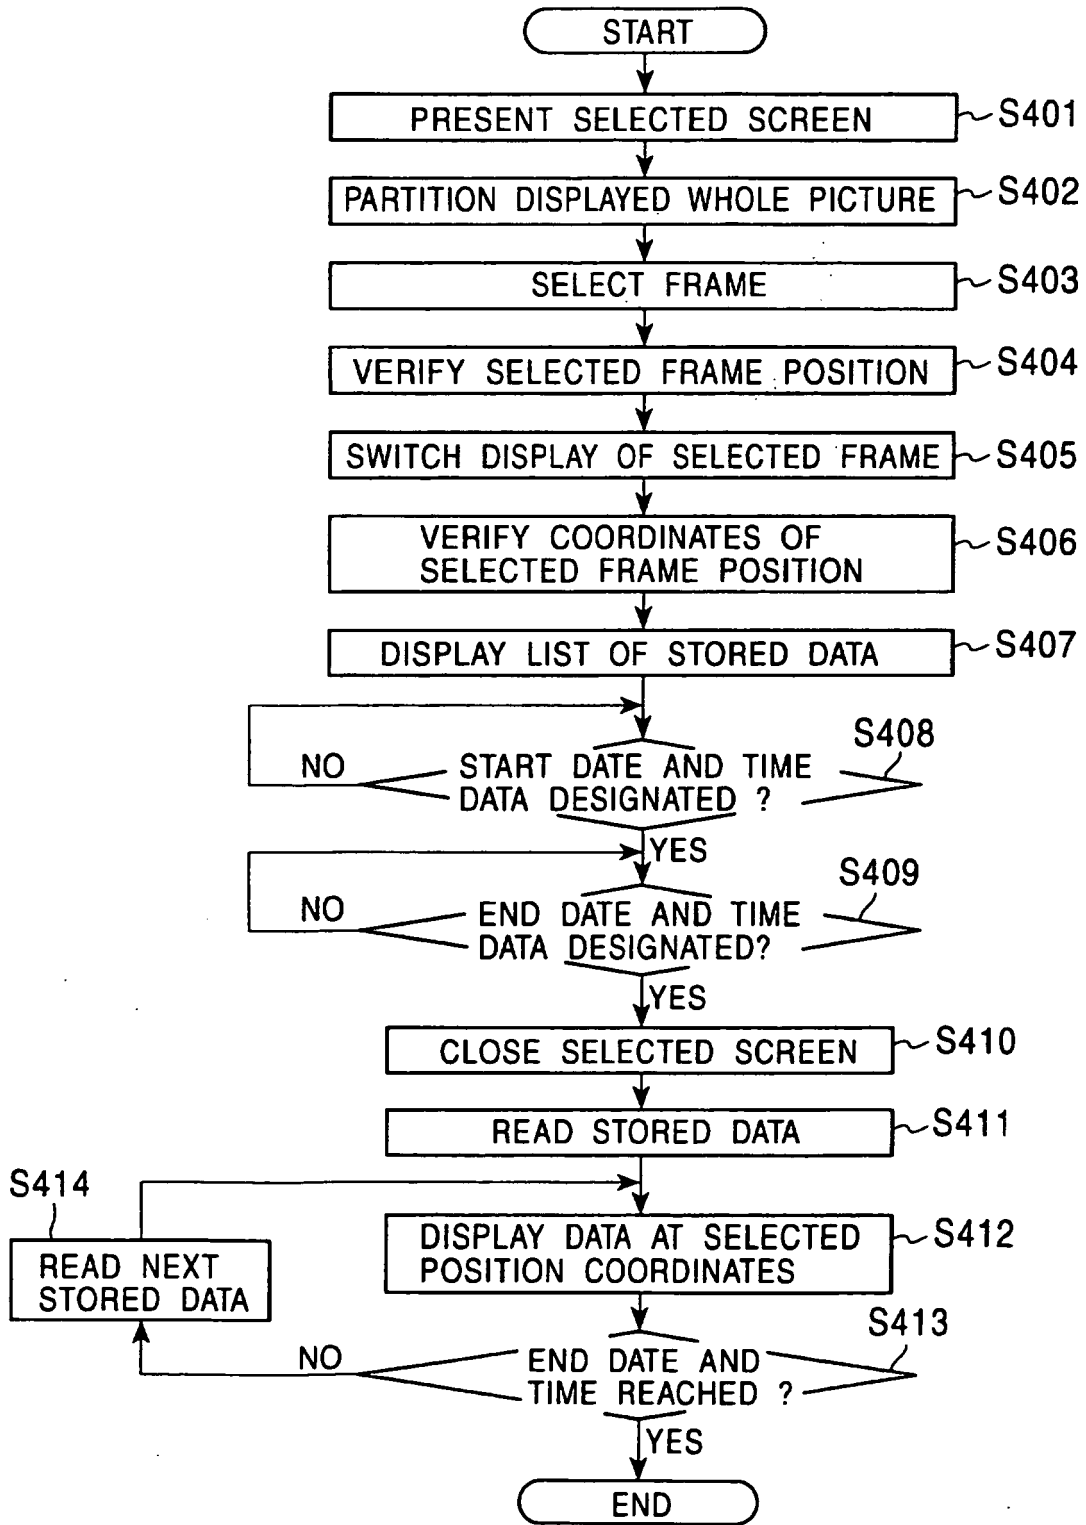 START
PRESENT SELECTED SCREEN
S401
PARTITION DISPLAYED WHOLE PICTURE
S402
SELECT FRAME
S403
VERIFY SELECTED FRAME POSITION
S404
SWITCH DISPLAY OF SELECTED FRAME
S405
VERIFY COORDINATES OF
SELECTED FRAME POSITION
S406
DISPLAY LIST OF STORED DATA
S407
S408
NO
START DATE AND TIME
DATA DESIGNATED ?
YES
S409
NO
END DATE AND TIME
DATA DESIGNATED?
YES
CLOSE SELECTED SCREEN
S410
READ STORED DATA
S411
S414
READ NEXT
STORED DATA
DISPLAY DATA AT SELECTED
POSITION COORDINATES
S412
S413
NO
END DATE AND
TIME REACHED ?
YES
END